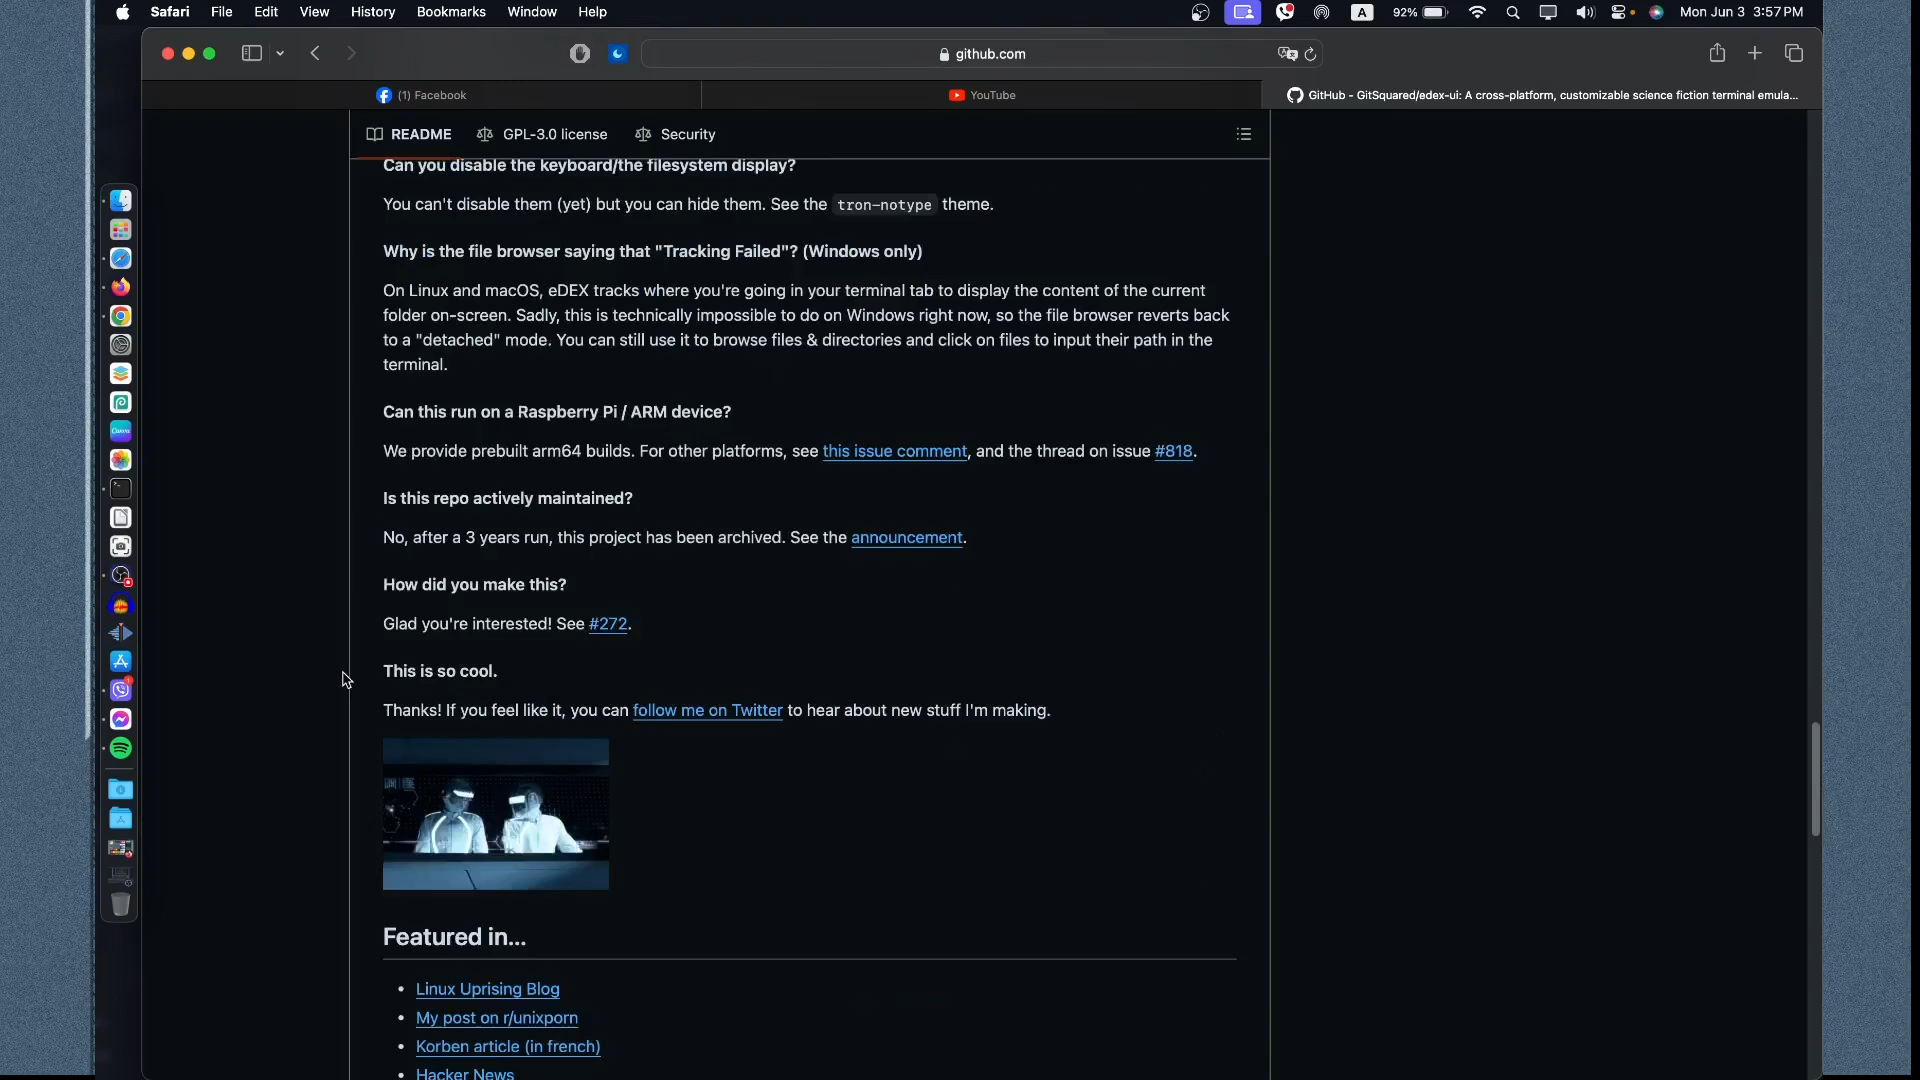 Safari File Edit View History Bookmarks Window Help
A 92% Mon Jun 3 3:57 PM
github.com
(1) Facebook
YouTube
GitHub - GitSquared/edex-ui: A cross-platform, customizable science fiction terminal emula...
README GPL-3.0 license Security
Can you disable the keyboard/the filesystem display?
You can't disable them (yet) but you can hide them. See the tron-notype theme.
Why is the file browser saying that "Tracking Failed"? (Windows only)
On Linux and macOS, eDEX tracks where you're going in your terminal tab to display the content of the current
folder on-screen. Sadly, this is technically impossible to do on Windows right now, so the file browser reverts back
to a "detached" mode. You can still use it to browse files & directories and click on files to input their path in the
terminal.
Can this run on a Raspberry Pi / ARM device?
We provide prebuilt arm64 builds. For other platforms, see this issue comment, and the thread on issue #818.
Is this repo actively maintained?
No, after a 3 years run, this project has been archived. See the announcement.
How did you make this?
Glad you're interested! See #272.
This is so cool.
Thanks! If you feel like it, you can follow me on Twitter to hear about new stuff I'm making.
Featured in...
• Linux Uprising Blog
• My post on r/unixporn
• Korben article (in french)
• Hacker News
Canva